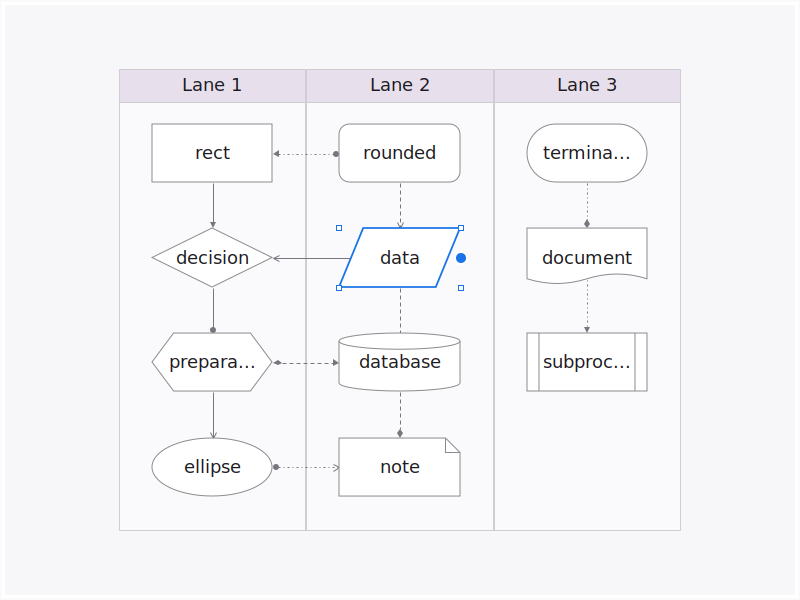 Lane 1
Lane 2
Lane 3
rect
rounded
termina…
decision
data
document
prepara…
database
subproc…
ellipse
note